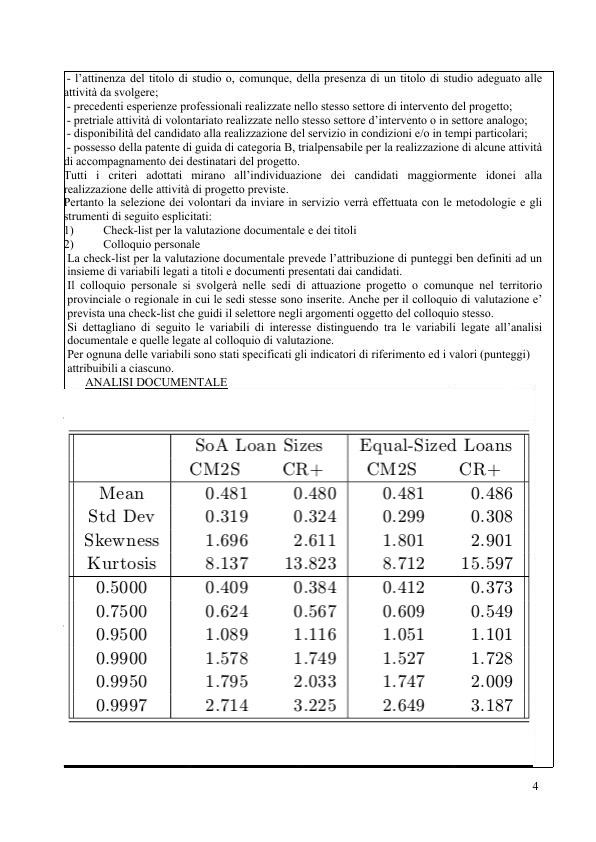 - l'attinenza del titolo di studio o, comunque, della presenza di un titolo di studio adeguato alle
attività da svolgere;
- precedenti esperienze professionali realizzate nello stesso settore di intervento del progetto;
- pretriale attività di volontariato realizzate nello stesso settore d'intervento o in settore analogo;
- disponibilità del candidato alla realizzazione del servizio in condizioni e/o in tempi particolari;
- possesso della patente di guida di categoria B, trialpensabile per la realizzazione di alcune attività
di accompagnamento dei destinatari del progetto.
Tutti i criteri adottati mirano all'individuazione dei candidati maggiormente idonei alla
realizzazione delle attività di progetto previste.
Pertanto la selezione dei volontari da inviare in servizio verrà effettuata con le metodologie e gli
strumenti di seguito esplicitati:
1) Check-list per la valutazione documentale e dei titoli
2) Colloquio personale
La check-list per la valutazione documentale prevede l'attribuzione di punteggi ben definiti ad un
insieme di variabili legati a titoli e documenti presentati dai candidati.
Il colloquio personale si svolgerà nelle sedi di attuazione progetto o comunque nel territorio
provinciale o regionale in cui le sedi stesse sono inserite. Anche per il colloquio di valutazione e'
prevista una check-list che guidi il selettore negli argomenti oggetto del colloquio stesso.
Si dettagliano di seguito le variabili di interesse distinguendo tra le variabili legate all'analisi
documentale e quelle legate al colloquio di valutazione.
Per ognuna delle variabili sono stati specificati gli indicatori di riferimento ed i valori (punteggi)
attribuibili a ciascuno.
ANALISI DOCUMENTALE
SoA Loan Sizes Equal-Sized Loans
CM2S CR+ CM2S CR+
Mean 0.481 0.480 0.481 0.486
Std Dev 0.319 0.324 0.299 0.308
Skewness 1.696 2.611 1.801 2.901
Kurtosis 8.137 13.823 8.712 15.597
0.5000 0.409 0.384 0.412 0.373
0.7500 0.624 0.567 0.609 0.549
0.9500 1.089 1.116 1.051 1.101
0.9900 1.578 1.749 1.527 1.728
0.9950 1.795 2.033 1.747 2.009
0.9997 2.714 3.225 2.649 3.187
4